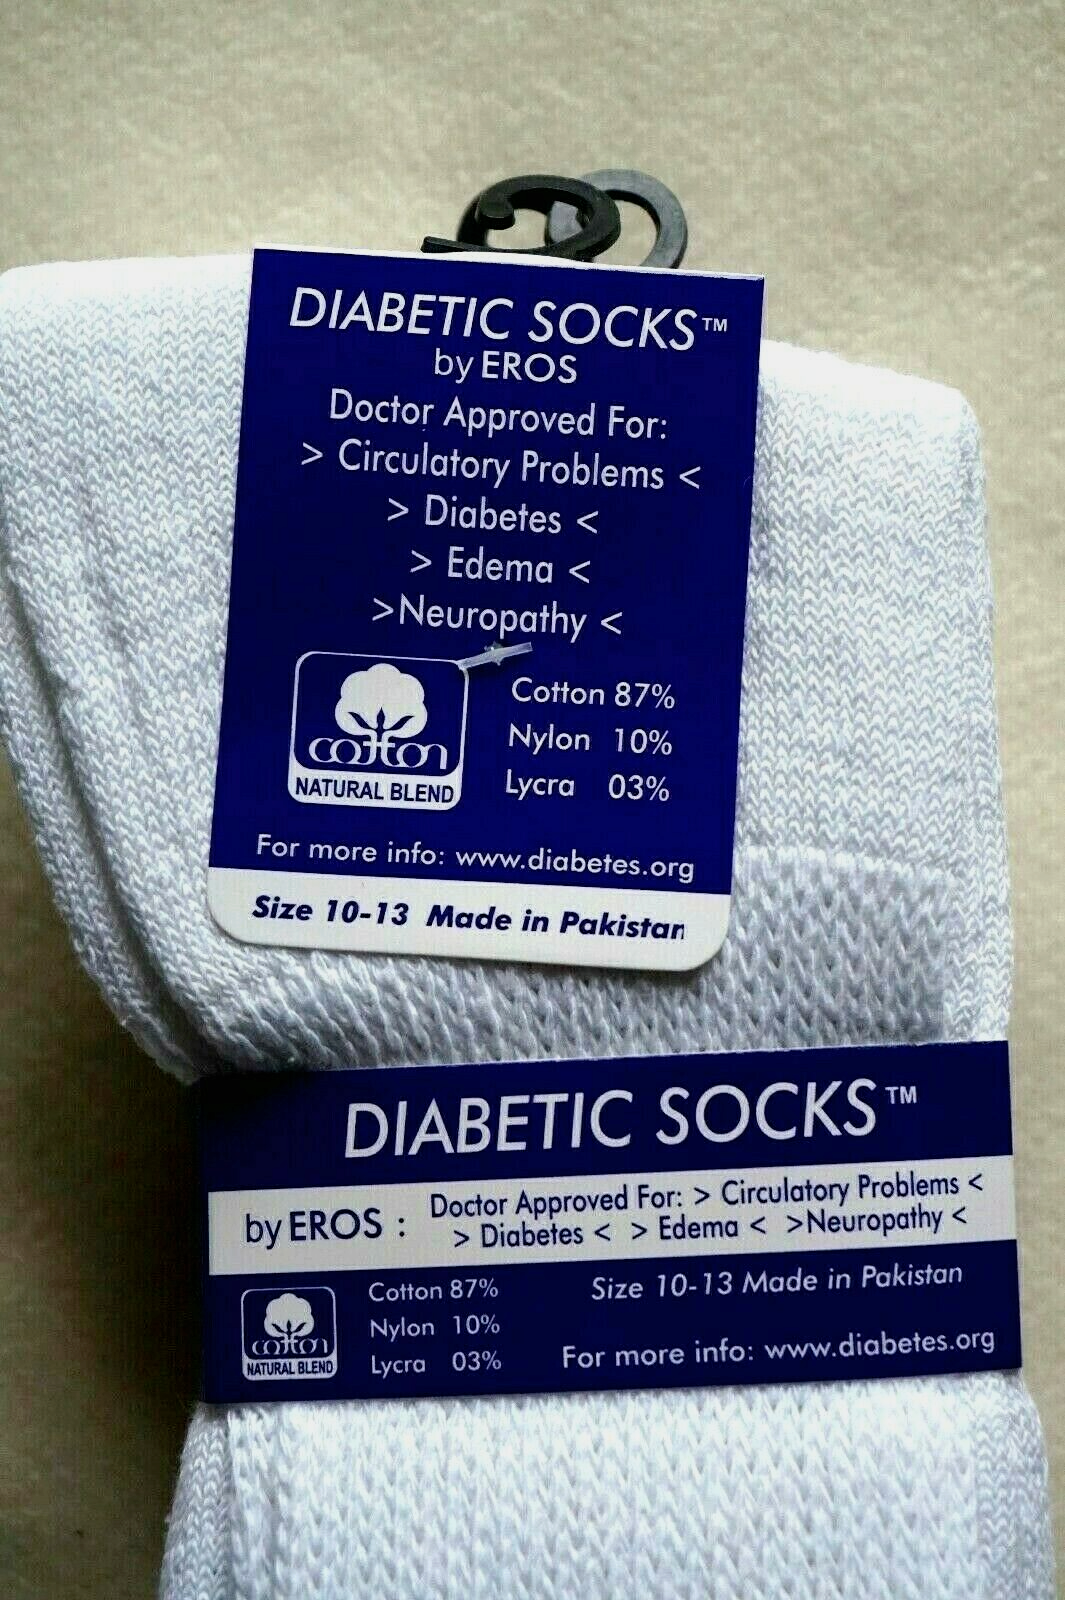 DIABETIC SOCKS™
by EROS
Doctor Approved For:
> Circulatory Problems <
> Diabetes <
> Edema <
>Neuropathy <
cotton
NATURAL BLEND
Cotton 87%
Nylon 10%
Lycra 03%
For more info: www.diabetes.org
Size 10-13 Made in Pakistan
DIABETIC SOCKS™
by EROS :
Doctor Approved For: > Circulatory Problems <
> Diabetes < > Edema < >Neuropathy <
cotton
NATURAL BLEND
Cotton 87%
Nylon 10%
Lycra 03%
Size 10-13 Made in Pakistan
For more info: www.diabetes.org